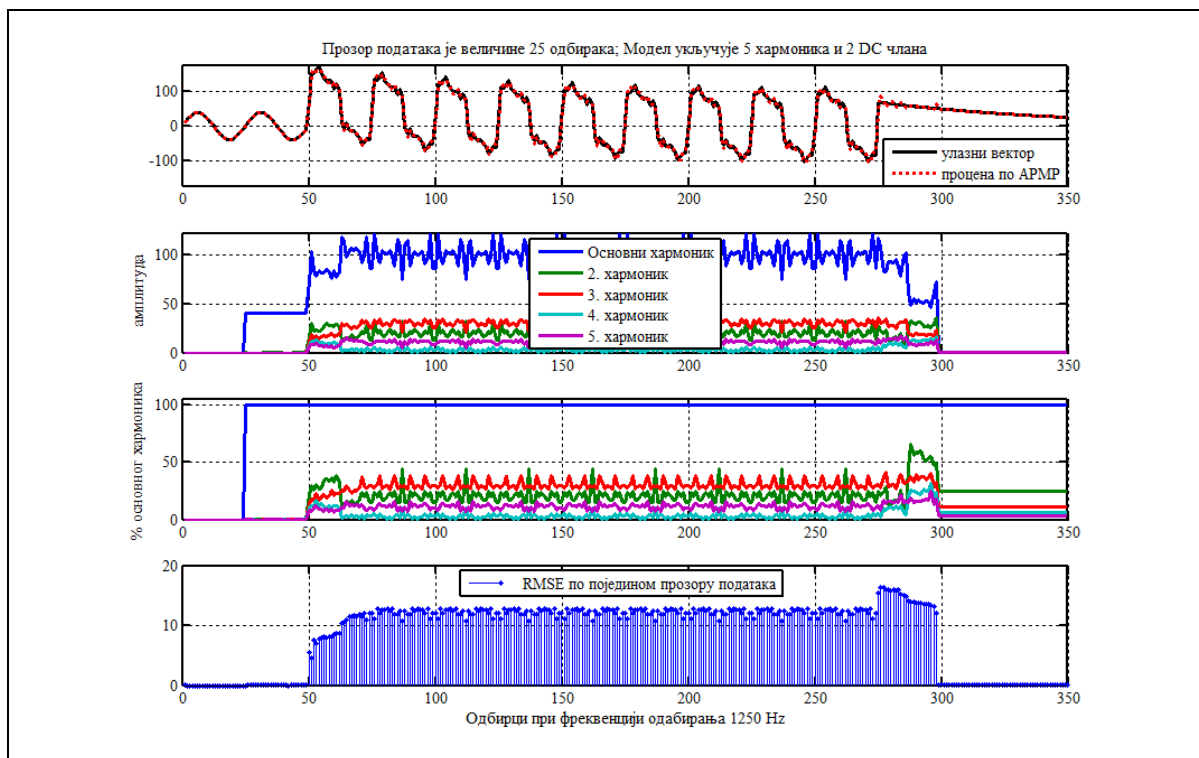 Прозор података је величине 25 одбирака; Модел укључује 5 хармоника и 2 DC члана
100
0
-100
улазни вектор
процена по АРМР
0 50 100 150 200 250 300 350
амплитуда
100
50
0
Основни хармоник
2. хармоник
3. хармоник
4. хармоник
5. хармоник
0 50 100 150 200 250 300 350
% основног хармоника
100
50
0
0 50 100 150 200 250 300 350
20
10
0
RMSE по поједином прозору података
0 50 100 150 200 250 300 350
Одбирци при фреквенцији одабирања 1250 Hz